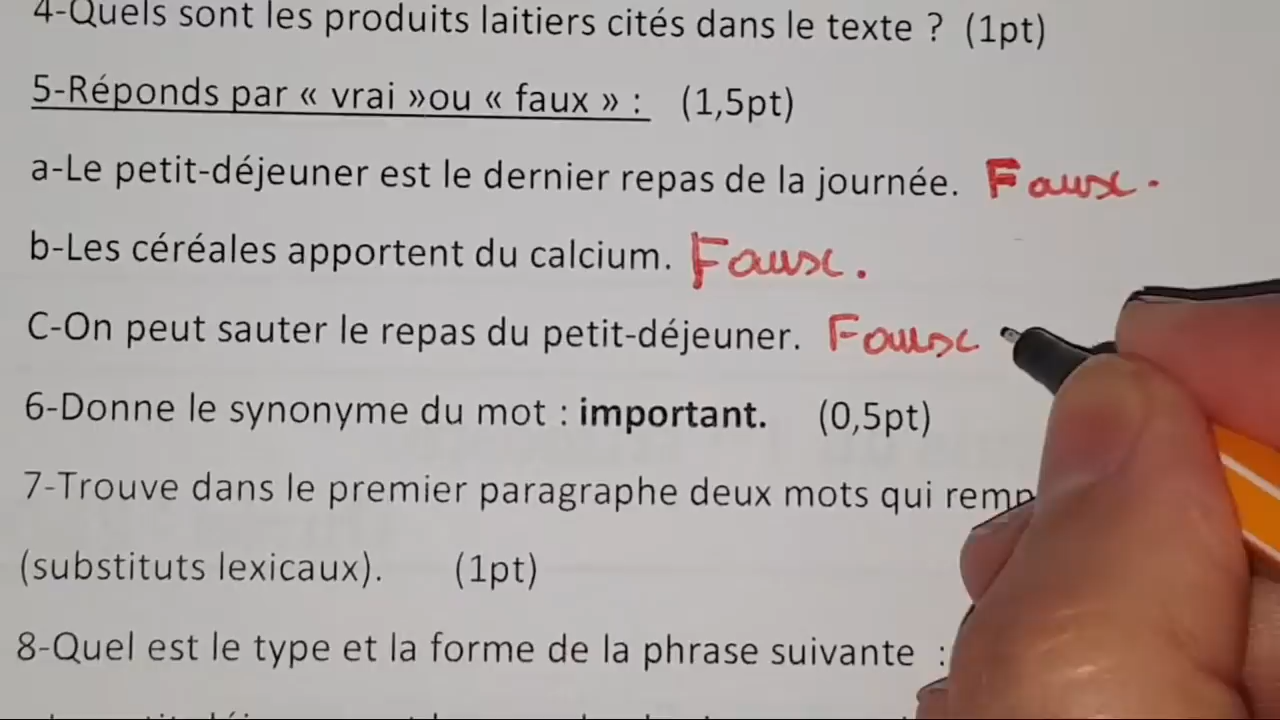 4-Quels sont les produits laitiers cités dans le texte ? (1pt)
5-Réponds par « vrai »ou « faux » : (1,5pt)
a-Le petit-déjeuner est le dernier repas de la journée. Faux.
b-Les céréales apportent du calcium. Faux.
C-On peut sauter le repas du petit-déjeuner. Faux
6-Donne le synonyme du mot : important. (0,5pt)
7-Trouve dans le premier paragraphe deux mots qui
(substituts lexicaux). (1pt)
8-Quel est le type et la forme de la phrase suivante :